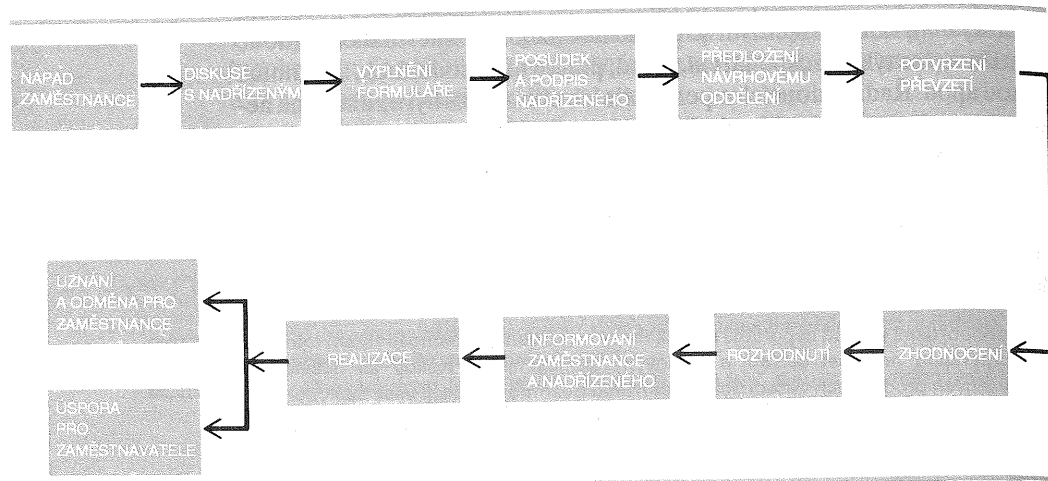 NÁPAD
ZAMĚSTNANCE
DISKUSE
S NADŘÍZENÝM
VYPLNĚNÍ
FORMULÁŘE
POSUDEK
A PODPIS
NADŘÍZENÉHO
PŘEDLOŽENÍ
NÁVRHOVÉMU
ODDĚLENÍ
POTVRZENÍ
PŘEVZETÍ
ZHODNOCENÍ
ROZHODNUTÍ
INFORMOVÁNÍ
ZAMĚSTNANCE
A NADŘÍZENÉHO
REALIZACE
UZNÁNÍ
A ODMĚNA PRO
ZAMĚSTNANCE
ÚSPORA
PRO
ZAMĚSTNAVATELE